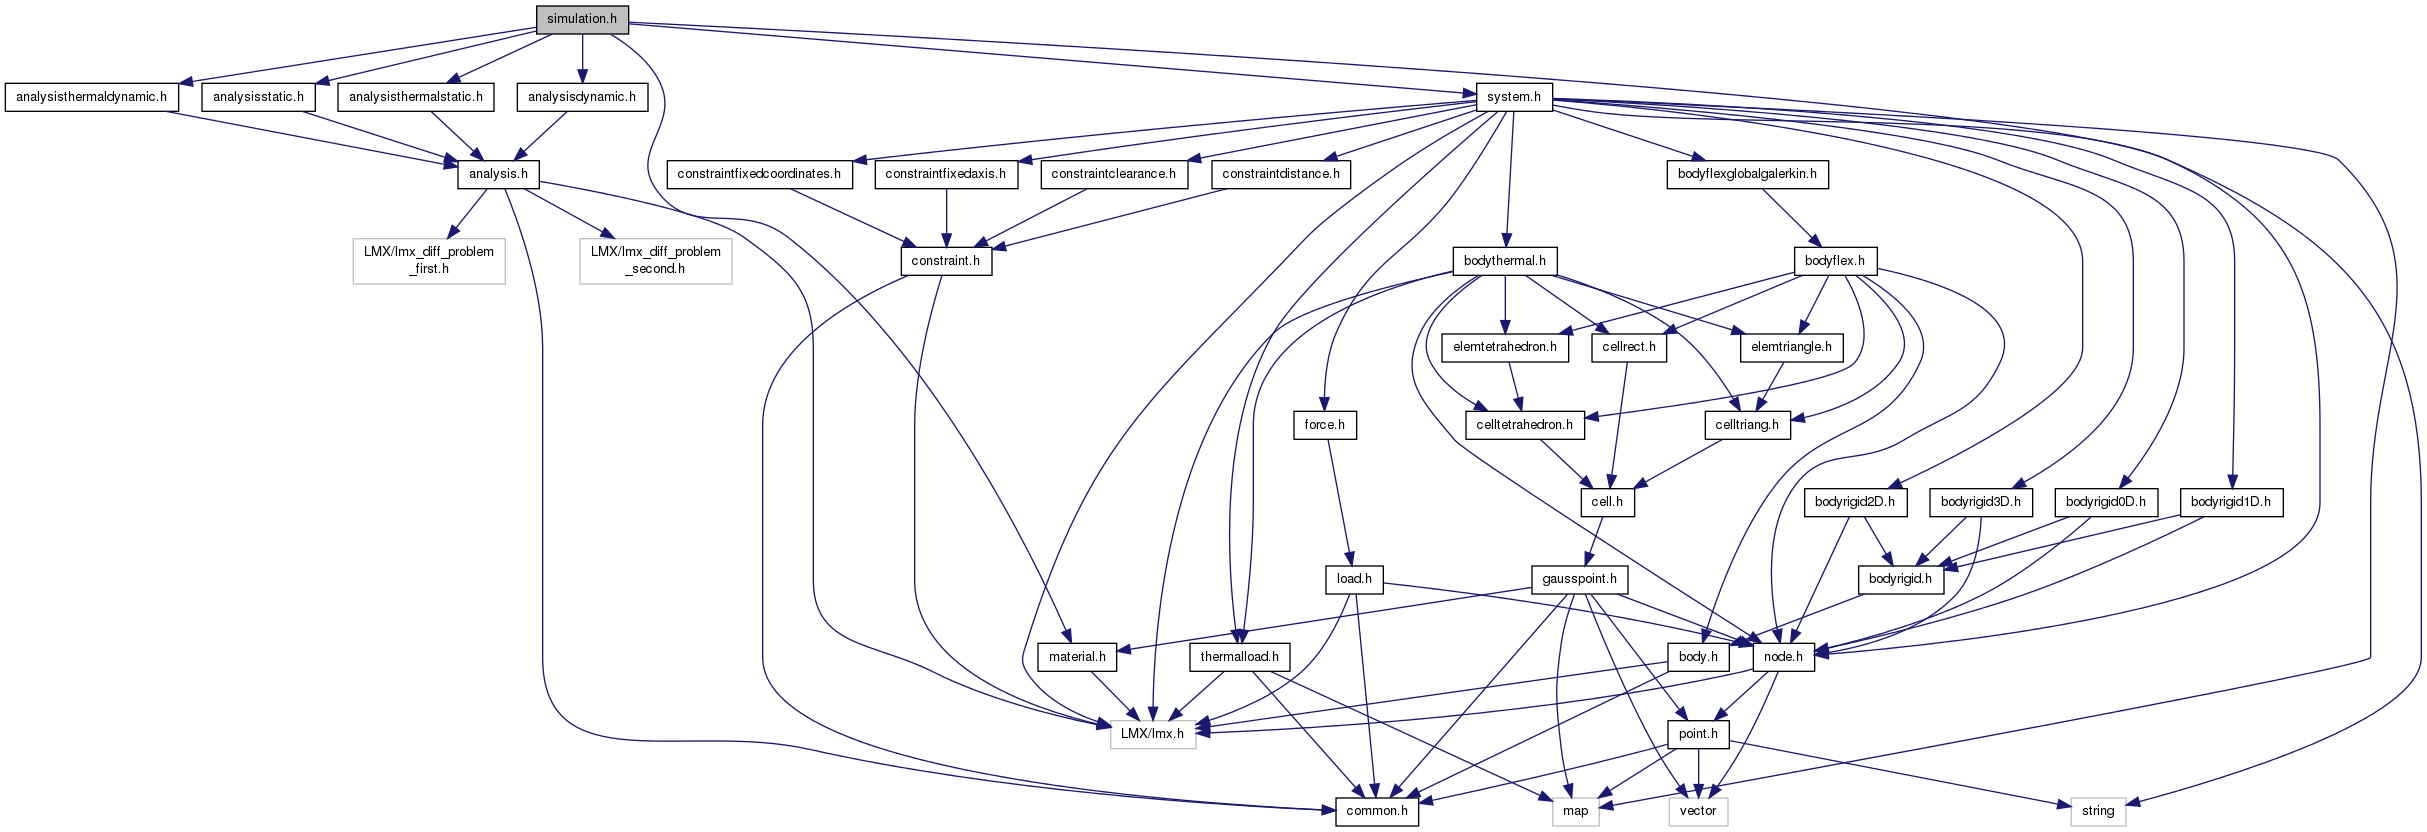 simulation.h
analysisthermaldynamic.h
analysisstatic.h
analysisthermalstatic.h
analysisdynamic.h
system.h
analysis.h
constraintfixedcoordinates.h
constraintfixedaxis.h
constraintclearance.h
constraintdistance.h
bodyflexglobalgalerkin.h
LMX/lmx_diff_problem
_first.h
LMX/lmx_diff_problem
_second.h
constraint.h
bodythermal.h
bodyflex.h
elemtetrahedron.h
cellrect.h
elemtriangle.h
force.h
celltetrahedron.h
celltriang.h
cell.h
bodyrigid2D.h
bodyrigid3D.h
bodyrigid0D.h
bodyrigid1D.h
load.h
gausspoint.h
bodyrigid.h
material.h
thermalload.h
body.h
node.h
LMX/lmx.h
point.h
common.h
map
vector
string